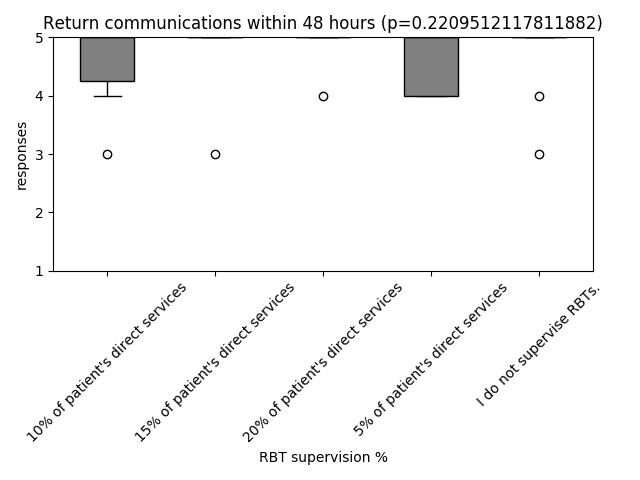 Return communications within 48 hours (p=0.2209512117811882)
5
4
3
2
1
responses
10% of patient's direct services
15% of patient's direct services
20% of patient's direct services
5% of patient's direct services
I do not supervise RBTs.
RBT supervision %